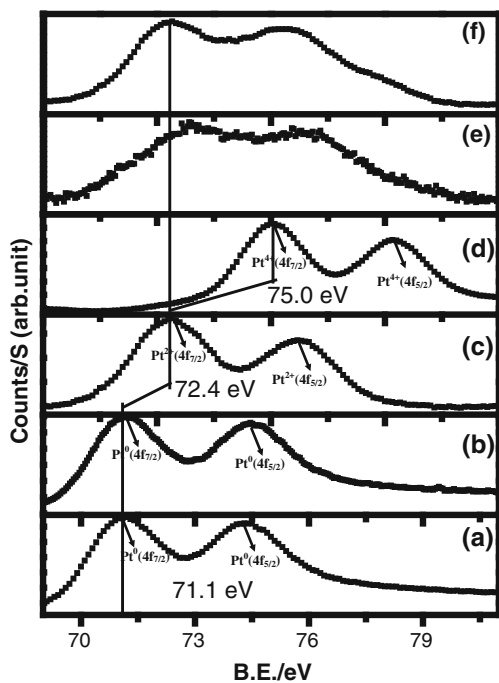 Counts/S (arb.unit)
(f)
(e)
(d)
Pt⁴⁺(4f₇/₂)
Pt⁴⁺(4f₅/₂)
75.0 eV
(c)
Pt²⁺(4f₇/₂)
Pt²⁺(4f₅/₂)
72.4 eV
(b)
Pt⁰(4f₇/₂)
Pt⁰(4f₅/₂)
(a)
Pt⁰(4f₇/₂)
Pt⁰(4f₅/₂)
71.1 eV
70 73 76 79
B.E./eV